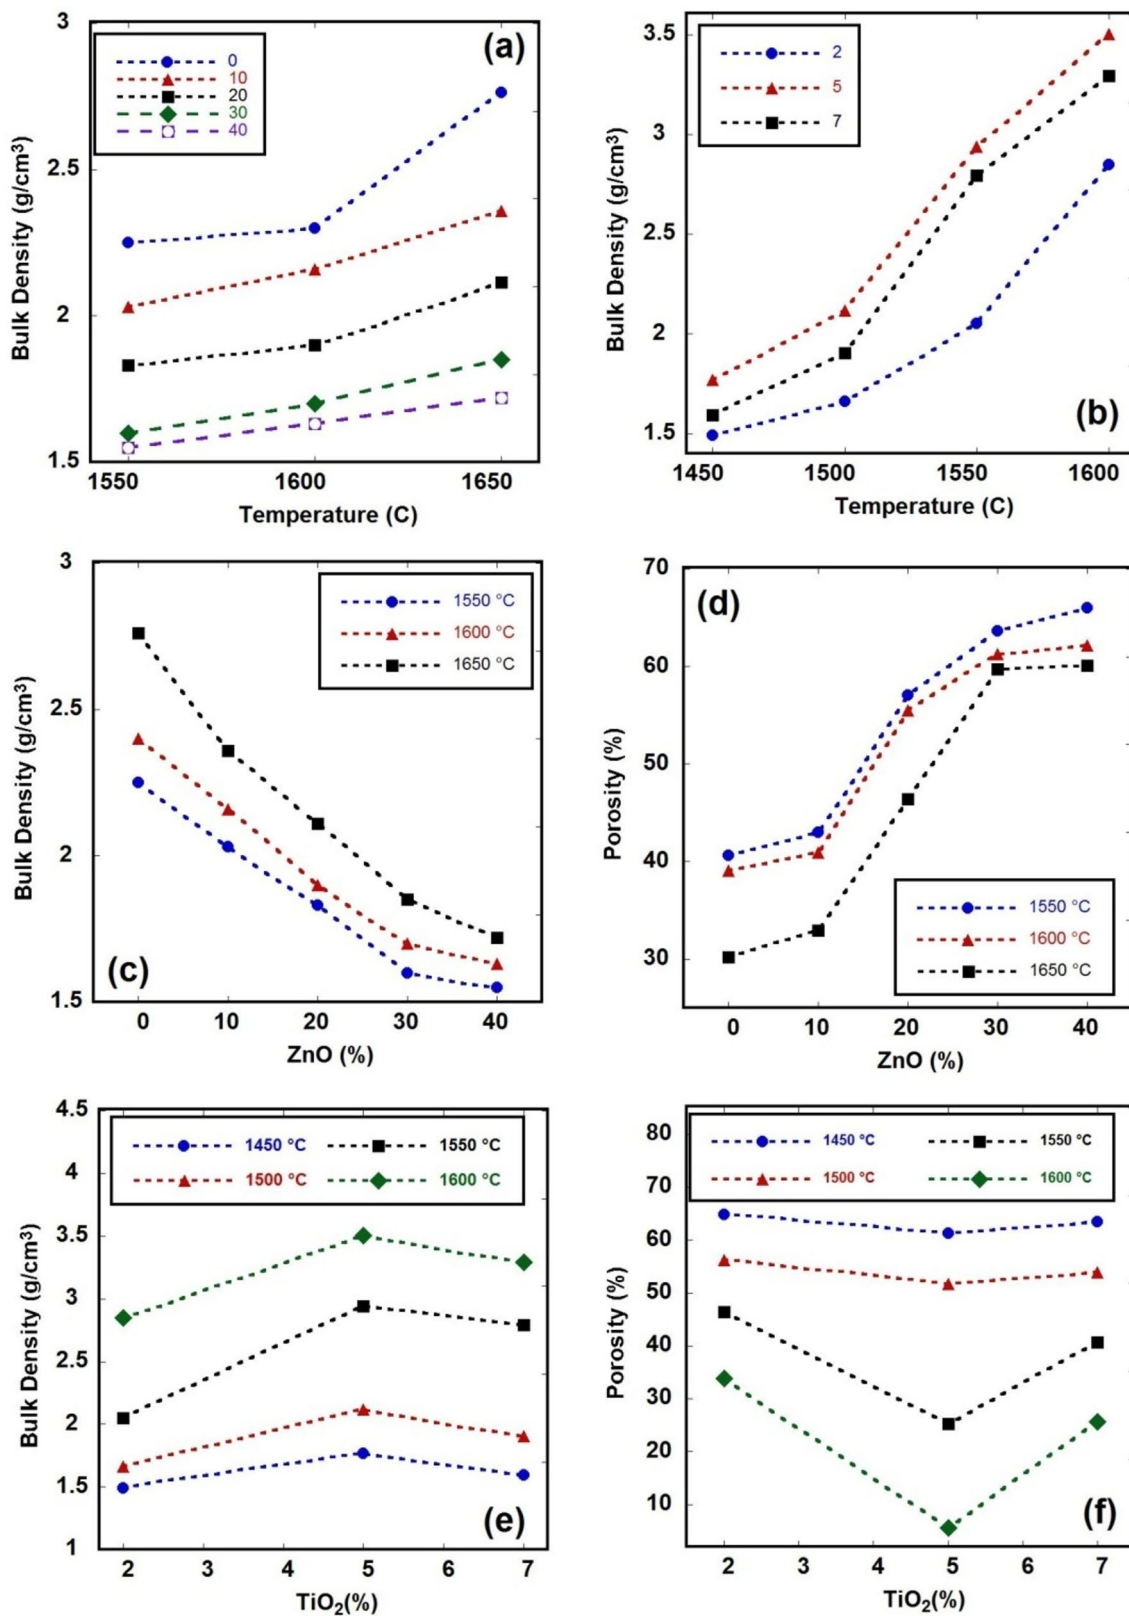 (a)
0
10
20
30
40
3
2.5
2
1.5
Bulk Density (g/cm³)
1550 1600 1650
Temperature (C)
(b)
2
5
7
3.5
3
2.5
2
1.5
Bulk Density (g/cm³)
1450 1500 1550 1600
Temperature (C)
(c)
1550 °C
1600 °C
1650 °C
3
2.5
2
1.5
Bulk Density (g/cm³)
0 10 20 30 40
ZnO (%)
(d)
70
60
50
40
30
Porosity (%)
1550 °C
1600 °C
1650 °C
0 10 20 30 40
ZnO (%)
(e)
1450 °C 1550 °C
1500 °C 1600 °C
4.5
4
3.5
3
2.5
2
1.5
1
Bulk Density (g/cm³)
2 3 4 5 6 7
TiO₂(%)
(f)
1450 °C 1550 °C
1500 °C 1600 °C
80
70
60
50
40
30
20
10
Porosity (%)
2 3 4 5 6 7
TiO₂(%)